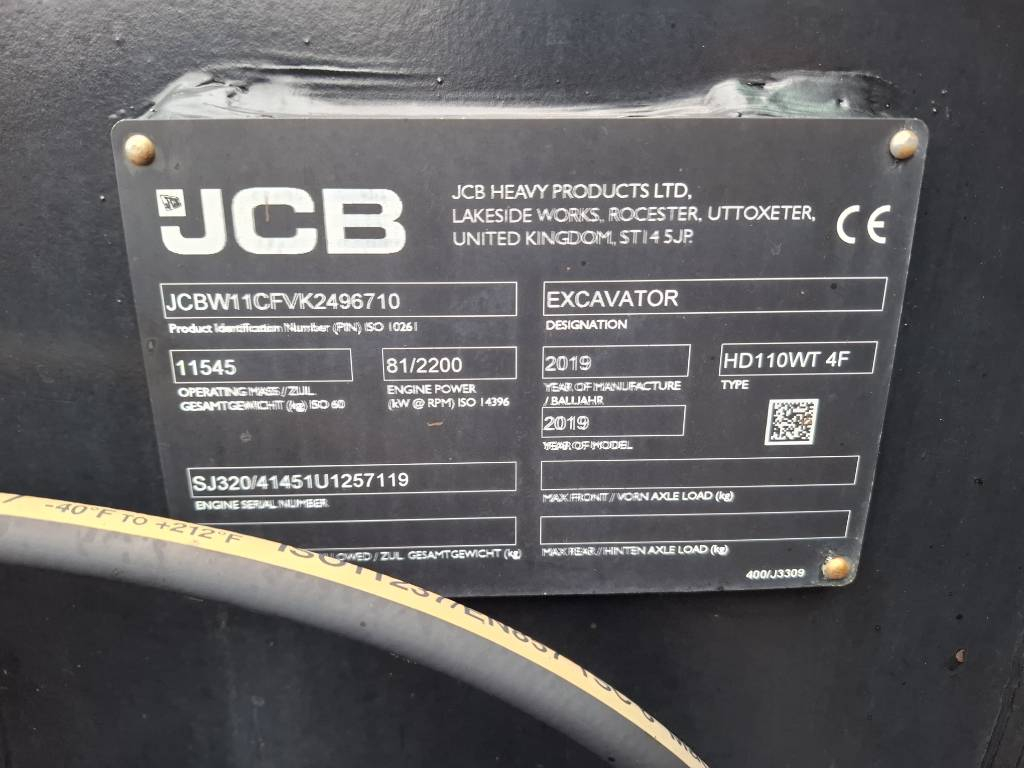 JCB
JCB HEAVY PRODUCTS LTD,
LAKESIDE WORKS, ROCESTER, UTTOXETER,
UNITED KINGDOM, ST14 5JP.
CE
JCBW11CFVK2496710
Product Identification Number (PIN) ISO 10261
EXCAVATOR
DESIGNATION
11545
OPERATING MASS / ZUL.
GESAMTGEWICHT (kg) ISO 60
81/2200
ENGINE POWER
(kW @ RPM) ISO 14396
2019
YEAR OF MANUFACTURE
/ BALIJAHR
HD110WT 4F
TYPE
2019
YEAR OF MODEL
SJ320/41451U1257119
ENGINE SERIAL NUMBER
MAX FRONT / VORN AXLE LOAD (kg)
/ ZUL. GESAMTGEWICHT (kg)
MAX REAR / HINTEN AXLE LOAD (kg)
400/J3309
-40°F TO +212°F